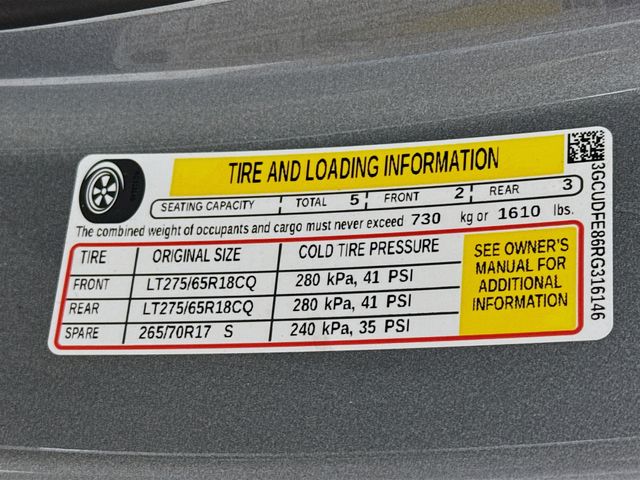 TIRE AND LOADING INFORMATION
SEATING CAPACITY TOTAL 5 FRONT 2 REAR 3
The combined weight of occupants and cargo must never exceed 730 kg or 1610 lbs.
TIRE ORIGINAL SIZE COLD TIRE PRESSURE
FRONT LT275/65R18CQ 280 kPa, 41 PSI
REAR LT275/65R18CQ 280 kPa, 41 PSI
SPARE 265/70R17 S 240 kPa, 35 PSI
SEE OWNER'S
MANUAL FOR
ADDITIONAL
INFORMATION
3GCUDFE86RG316146